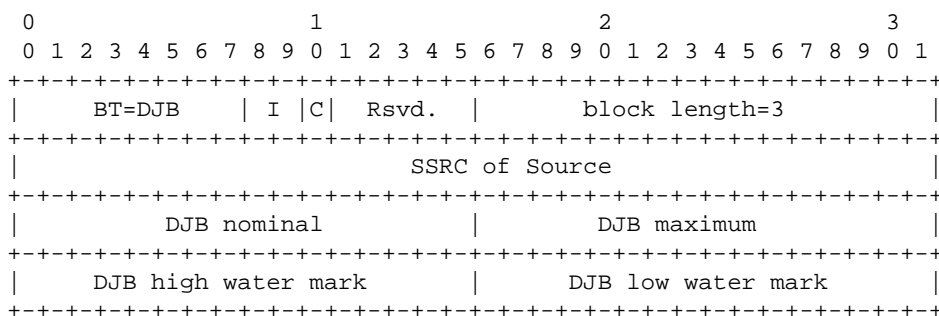 0                   1                   2                   3
 0 1 2 3 4 5 6 7 8 9 0 1 2 3 4 5 6 7 8 9 0 1 2 3 4 5 6 7 8 9 0 1
+-+-+-+-+-+-+-+-+-+-+-+-+-+-+-+-+-+-+-+-+-+-+-+-+-+-+-+-+-+-+-+-+
|     BT=DJB    | I |C|  Rsvd.  |       block length=3          |
+-+-+-+-+-+-+-+-+-+-+-+-+-+-+-+-+-+-+-+-+-+-+-+-+-+-+-+-+-+-+-+-+
|                           SSRC of Source                      |
+-+-+-+-+-+-+-+-+-+-+-+-+-+-+-+-+-+-+-+-+-+-+-+-+-+-+-+-+-+-+-+-+
|          DJB nominal          |        DJB maximum            |
+-+-+-+-+-+-+-+-+-+-+-+-+-+-+-+-+-+-+-+-+-+-+-+-+-+-+-+-+-+-+-+-+
|     DJB high water mark       |      DJB low water mark       |
+-+-+-+-+-+-+-+-+-+-+-+-+-+-+-+-+-+-+-+-+-+-+-+-+-+-+-+-+-+-+-+-+